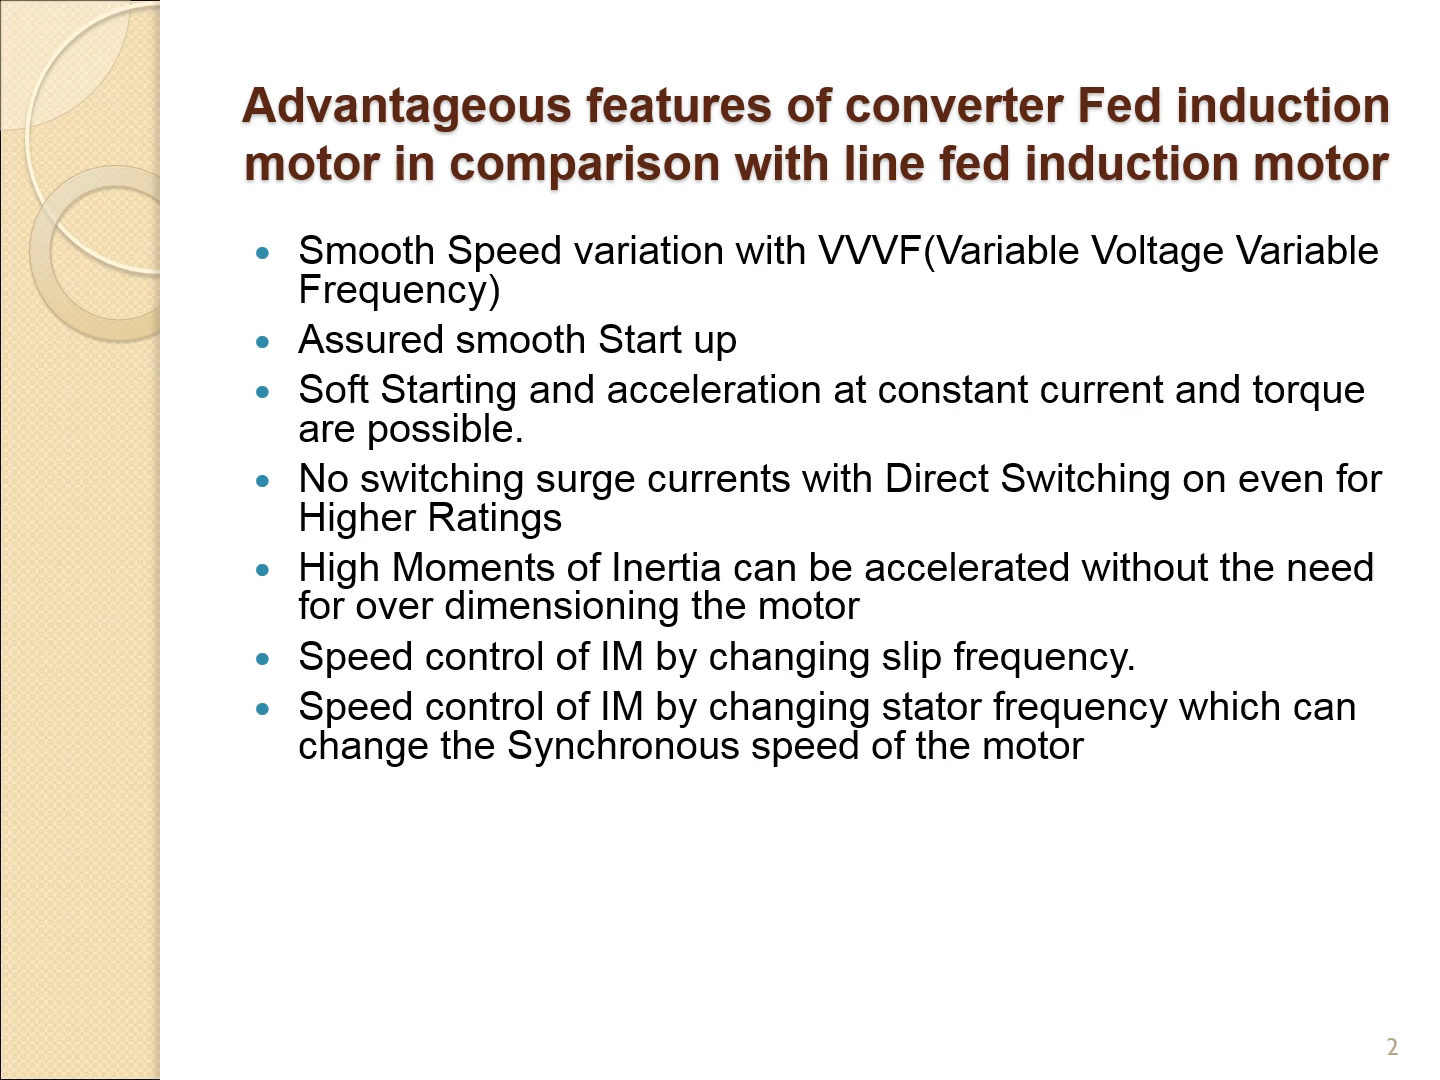 Advantageous features of converter Fed induction
motor in comparison with line fed induction motor
• Smooth Speed variation with VVVF(Variable Voltage Variable
Frequency)
• Assured smooth Start up
• Soft Starting and acceleration at constant current and torque
are possible.
• No switching surge currents with Direct Switching on even for
Higher Ratings
• High Moments of Inertia can be accelerated without the need
for over dimensioning the motor
• Speed control of IM by changing slip frequency.
• Speed control of IM by changing stator frequency which can
change the Synchronous speed of the motor
2